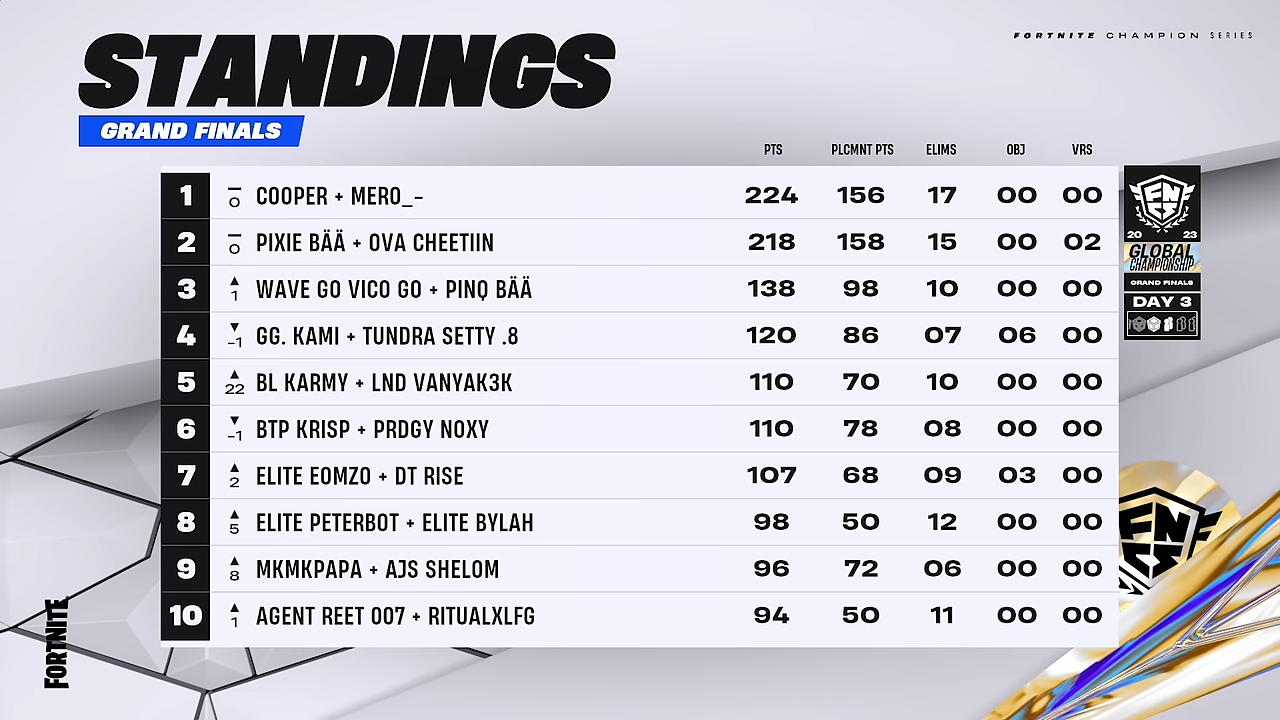 STANDINGS
FORTNITE CHAMPION SERIES
GRAND FINALS
PTS PLCMNT PTS ELIMS OBJ VRS
1 0 COOPER + MERO_- 224 156 17 00 00
2 0 PIXIE BÄÄ + OVA CHEETIIN 218 158 15 00 02
3 1 WAVE GO VICO GO + PINQ BÄÄ 138 98 10 00 00
4 -1 GG. KAMI + TUNDRA SETTY .8 120 86 07 06 00
5 22 BL KARMY + LND VANYAK3K 110 70 10 00 00
6 -1 BTP KRISP + PRDGY NOXY 110 78 08 00 00
7 2 ELITE EOMZO + DT RISE 107 68 09 03 00
8 5 ELITE PETERBOT + ELITE BYLAH 98 50 12 00 00
9 8 MKMKPAPA + AJS SHELOM 96 72 06 00 00
10 1 AGENT REET 007 + RITUALXLFG 94 50 11 00 00
FNCS
20 23
GLOBAL
CHAMPIONSHIP
GRAND FINALS
DAY 3
FNCS
FORTNITE